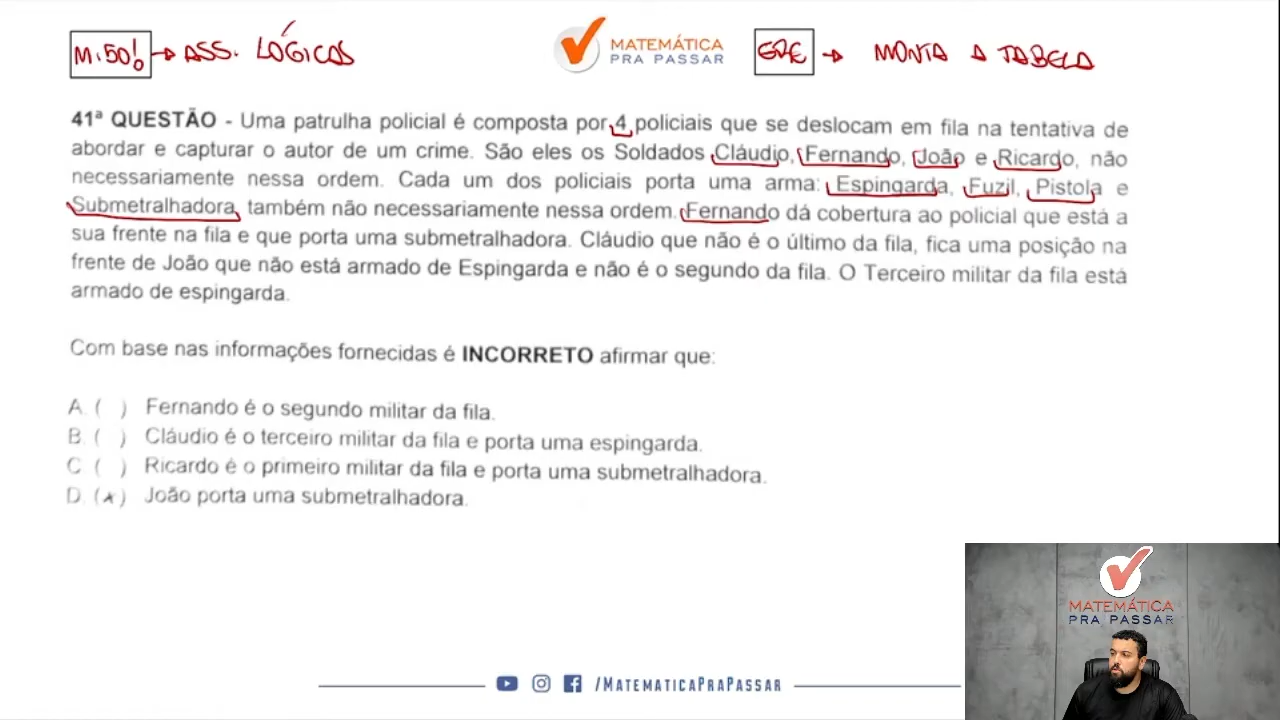 M.50! → ASS. LÓGICAS
MATEMÁTICA
PRA PASSAR
→ MONTA A TABELA
41ª QUESTÃO - Uma patrulha policial é composta por 4 policiais que se deslocam em fila na tentativa de
abordar e capturar o autor de um crime. São eles os Soldados Cláudio, Fernando, João e Ricardo, não
necessariamente nessa ordem. Cada um dos policiais porta uma arma: Espingarda, Fuzil, Pistola e
Submetralhadora, também não necessariamente nessa ordem. Fernando dá cobertura ao policial que está a
sua frente na fila e que porta uma submetralhadora. Cláudio que não é o último da fila, fica uma posição na
frente de João que não está armado de Espingarda e não é o segundo da fila. O Terceiro militar da fila está
armado de espingarda.
Com base nas informações fornecidas é INCORRETO afirmar que:
A. ( ) Fernando é o segundo militar da fila.
B. ( ) Cláudio é o terceiro militar da fila e porta uma espingarda.
C. ( ) Ricardo é o primeiro militar da fila e porta uma submetralhadora.
D. (x) João porta uma submetralhadora.
MATEMÁTICA
PRA PASSAR
/MATEMATICAPRAPASSAR